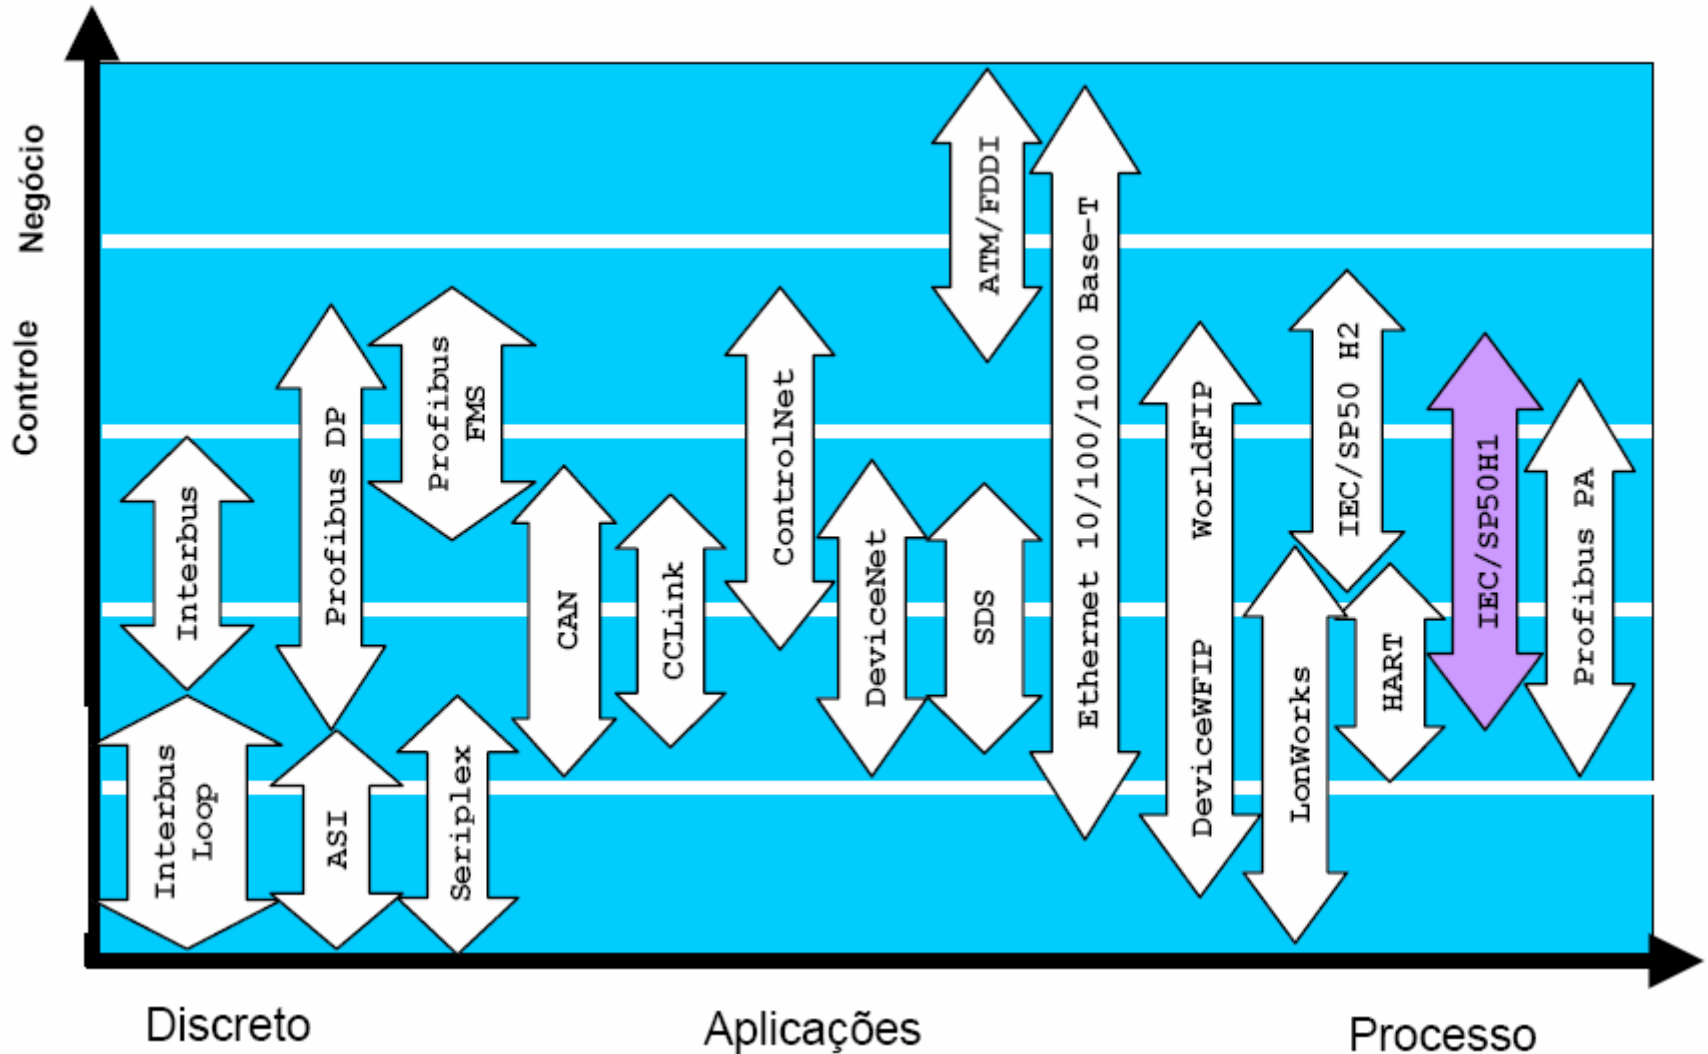 Negócio
Controle
Interbus
Interbus
Loop
Profibus DP
ASI
Profibus
FMS
Seriplex
CAN
CCLink
ControlNet
DeviceNet
ATM/FDDI
SDS
Ethernet 10/100/1000 Base-T
WorldFIP
DeviceWFIP
IEC/SP50 H2
LonWorks
HART
IEC/SP50H1
Profibus PA
Discreto
Aplicações
Processo